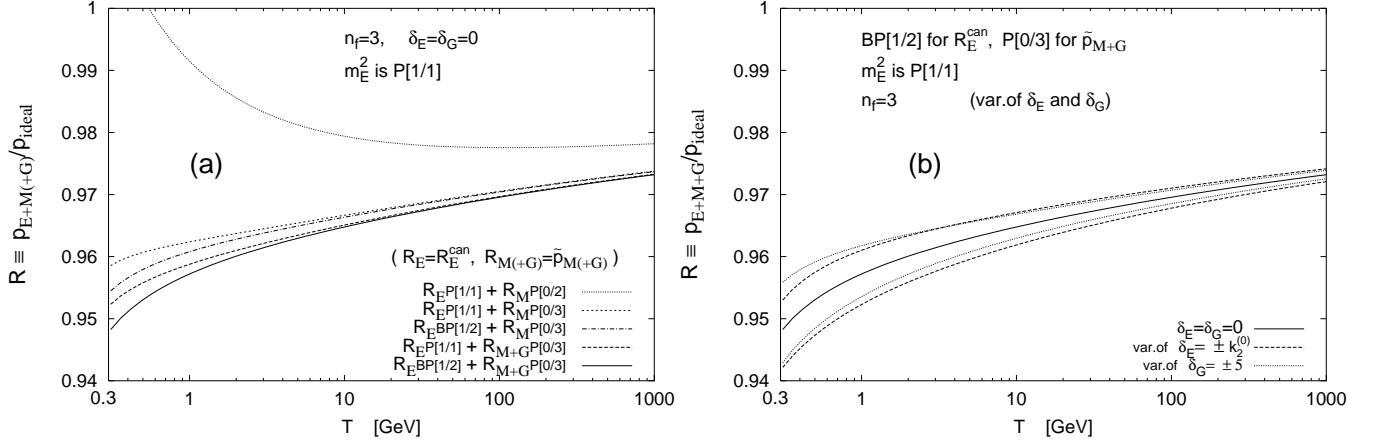 R ≡ p_{E+M(+G)}/p_{ideal}
1
0.99
0.98
0.97
0.96
0.95
0.94
n_f=3, δ_E=δ_G=0
m_E^2 is P[1/1]
(a)
( R_E=R_E^{can}, R_{M(+G)}=p̃_{M(+G)} )
R_E P[1/1] + R_M P[0/2]
R_E P[1/1] + R_M P[0/3]
R_E BP[1/2] + R_M P[0/3]
R_E P[1/1] + R_{M+G} P[0/3]
R_E BP[1/2] + R_{M+G} P[0/3]
0.3 1 10 100 1000
T [GeV]
R ≡ p_{E+M+G}/p_{ideal}
1
0.99
0.98
0.97
0.96
0.95
0.94
BP[1/2] for R_E^{can}, P[0/3] for p̃_{M+G}
m_E^2 is P[1/1]
n_f=3 (var.of δ_E and δ_G)
(b)
δ_E=δ_G=0
var.of δ_E= ± k_2^{(0)}
var.of δ_G= ±5
0.3 1 10 100 1000
T [GeV]